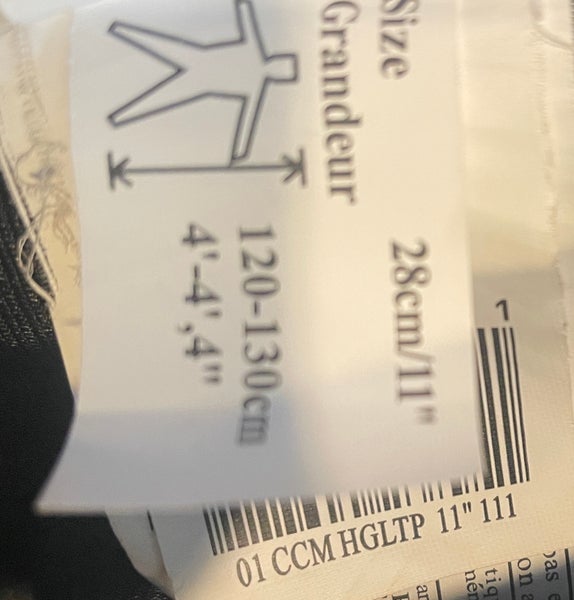 Size 28cm/11"
Grandeur
120-130cm
4'-4',4"
01 CCM HGLTP 11" 111